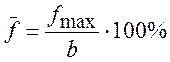 f̄ = f_max / b · 100%